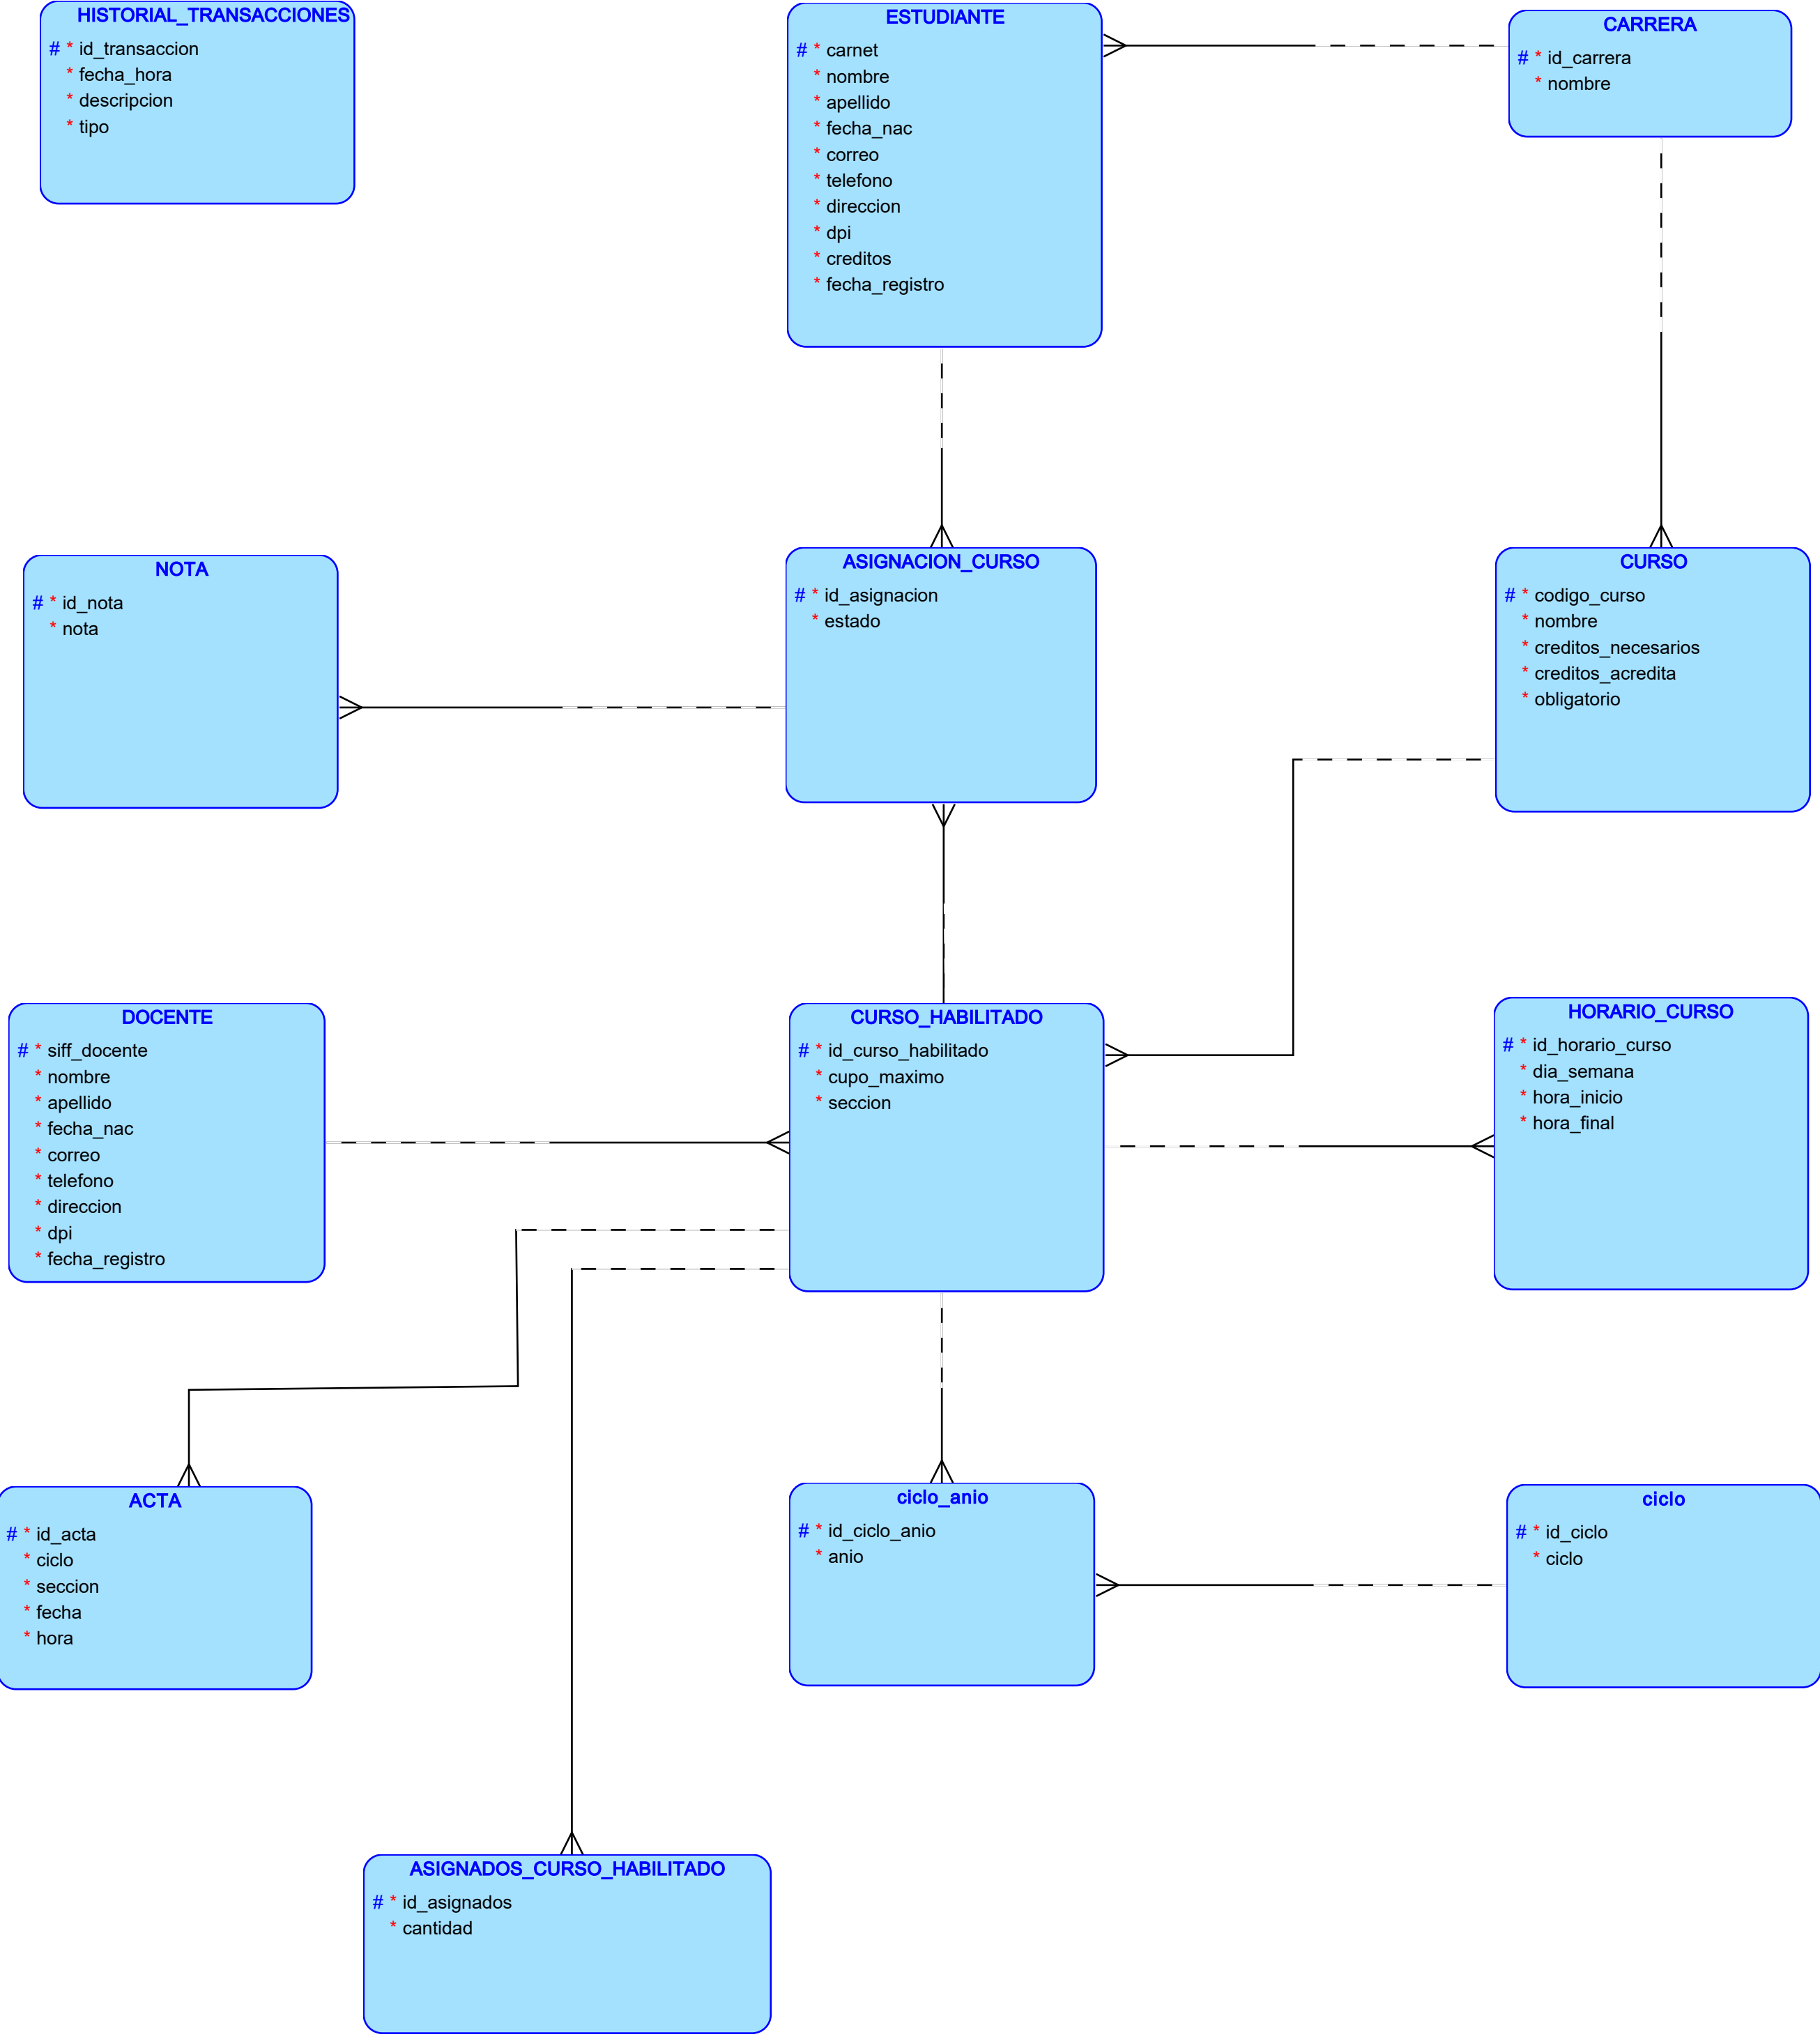 HISTORIAL_TRANSACCIONES
# * id_transaccion
* fecha_hora
* descripcion
* tipo
ESTUDIANTE
# * carnet
* nombre
* apellido
* fecha_nac
* correo
* telefono
* direccion
* dpi
* creditos
* fecha_registro
CARRERA
# * id_carrera
* nombre
NOTA
# * id_nota
* nota
ASIGNACION_CURSO
# * id_asignacion
* estado
CURSO
# * codigo_curso
* nombre
* creditos_necesarios
* creditos_acredita
* obligatorio
DOCENTE
# * siff_docente
* nombre
* apellido
* fecha_nac
* correo
* telefono
* direccion
* dpi
* fecha_registro
CURSO_HABILITADO
# * id_curso_habilitado
* cupo_maximo
* seccion
HORARIO_CURSO
# * id_horario_curso
* dia_semana
* hora_inicio
* hora_final
ACTA
# * id_acta
* ciclo
* seccion
* fecha
* hora
ciclo_anio
# * id_ciclo_anio
* anio
ciclo
# * id_ciclo
* ciclo
ASIGNADOS_CURSO_HABILITADO
# * id_asignados
* cantidad